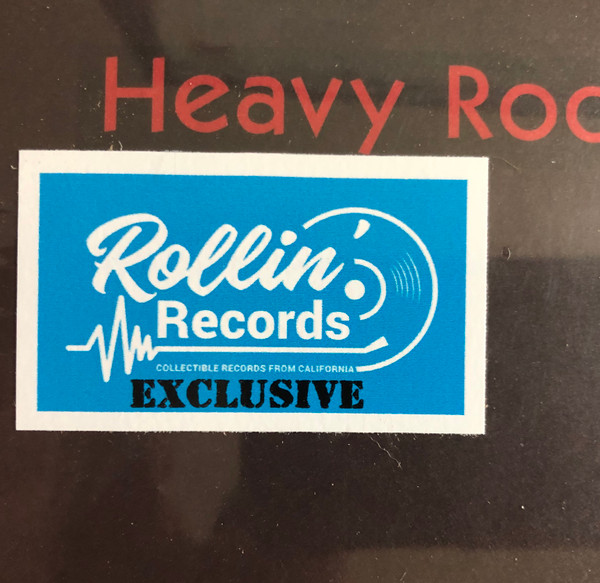 Heavy Roc
Rollin'
Records
COLLECTIBLE RECORDS FROM CALIFORNIA
EXCLUSIVE